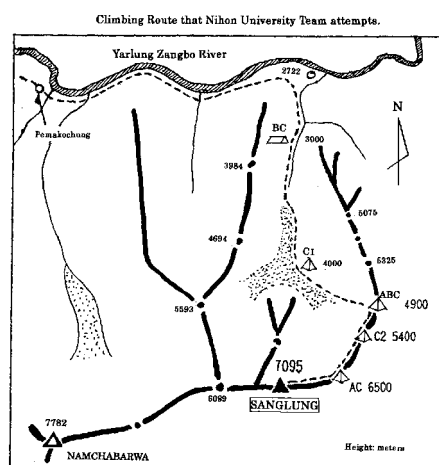 Climbing Route that Nihon University Team attempts.
Yarlung Zangbo River
2722
Pemakochung
BC
3000
N
3984
5075
4694
C1
4000
5325
ABC
4900
5593
C2 5400
7095
6089
AC 6500
SANGLUNG
7782
NAMCHABARWA
Height: meters